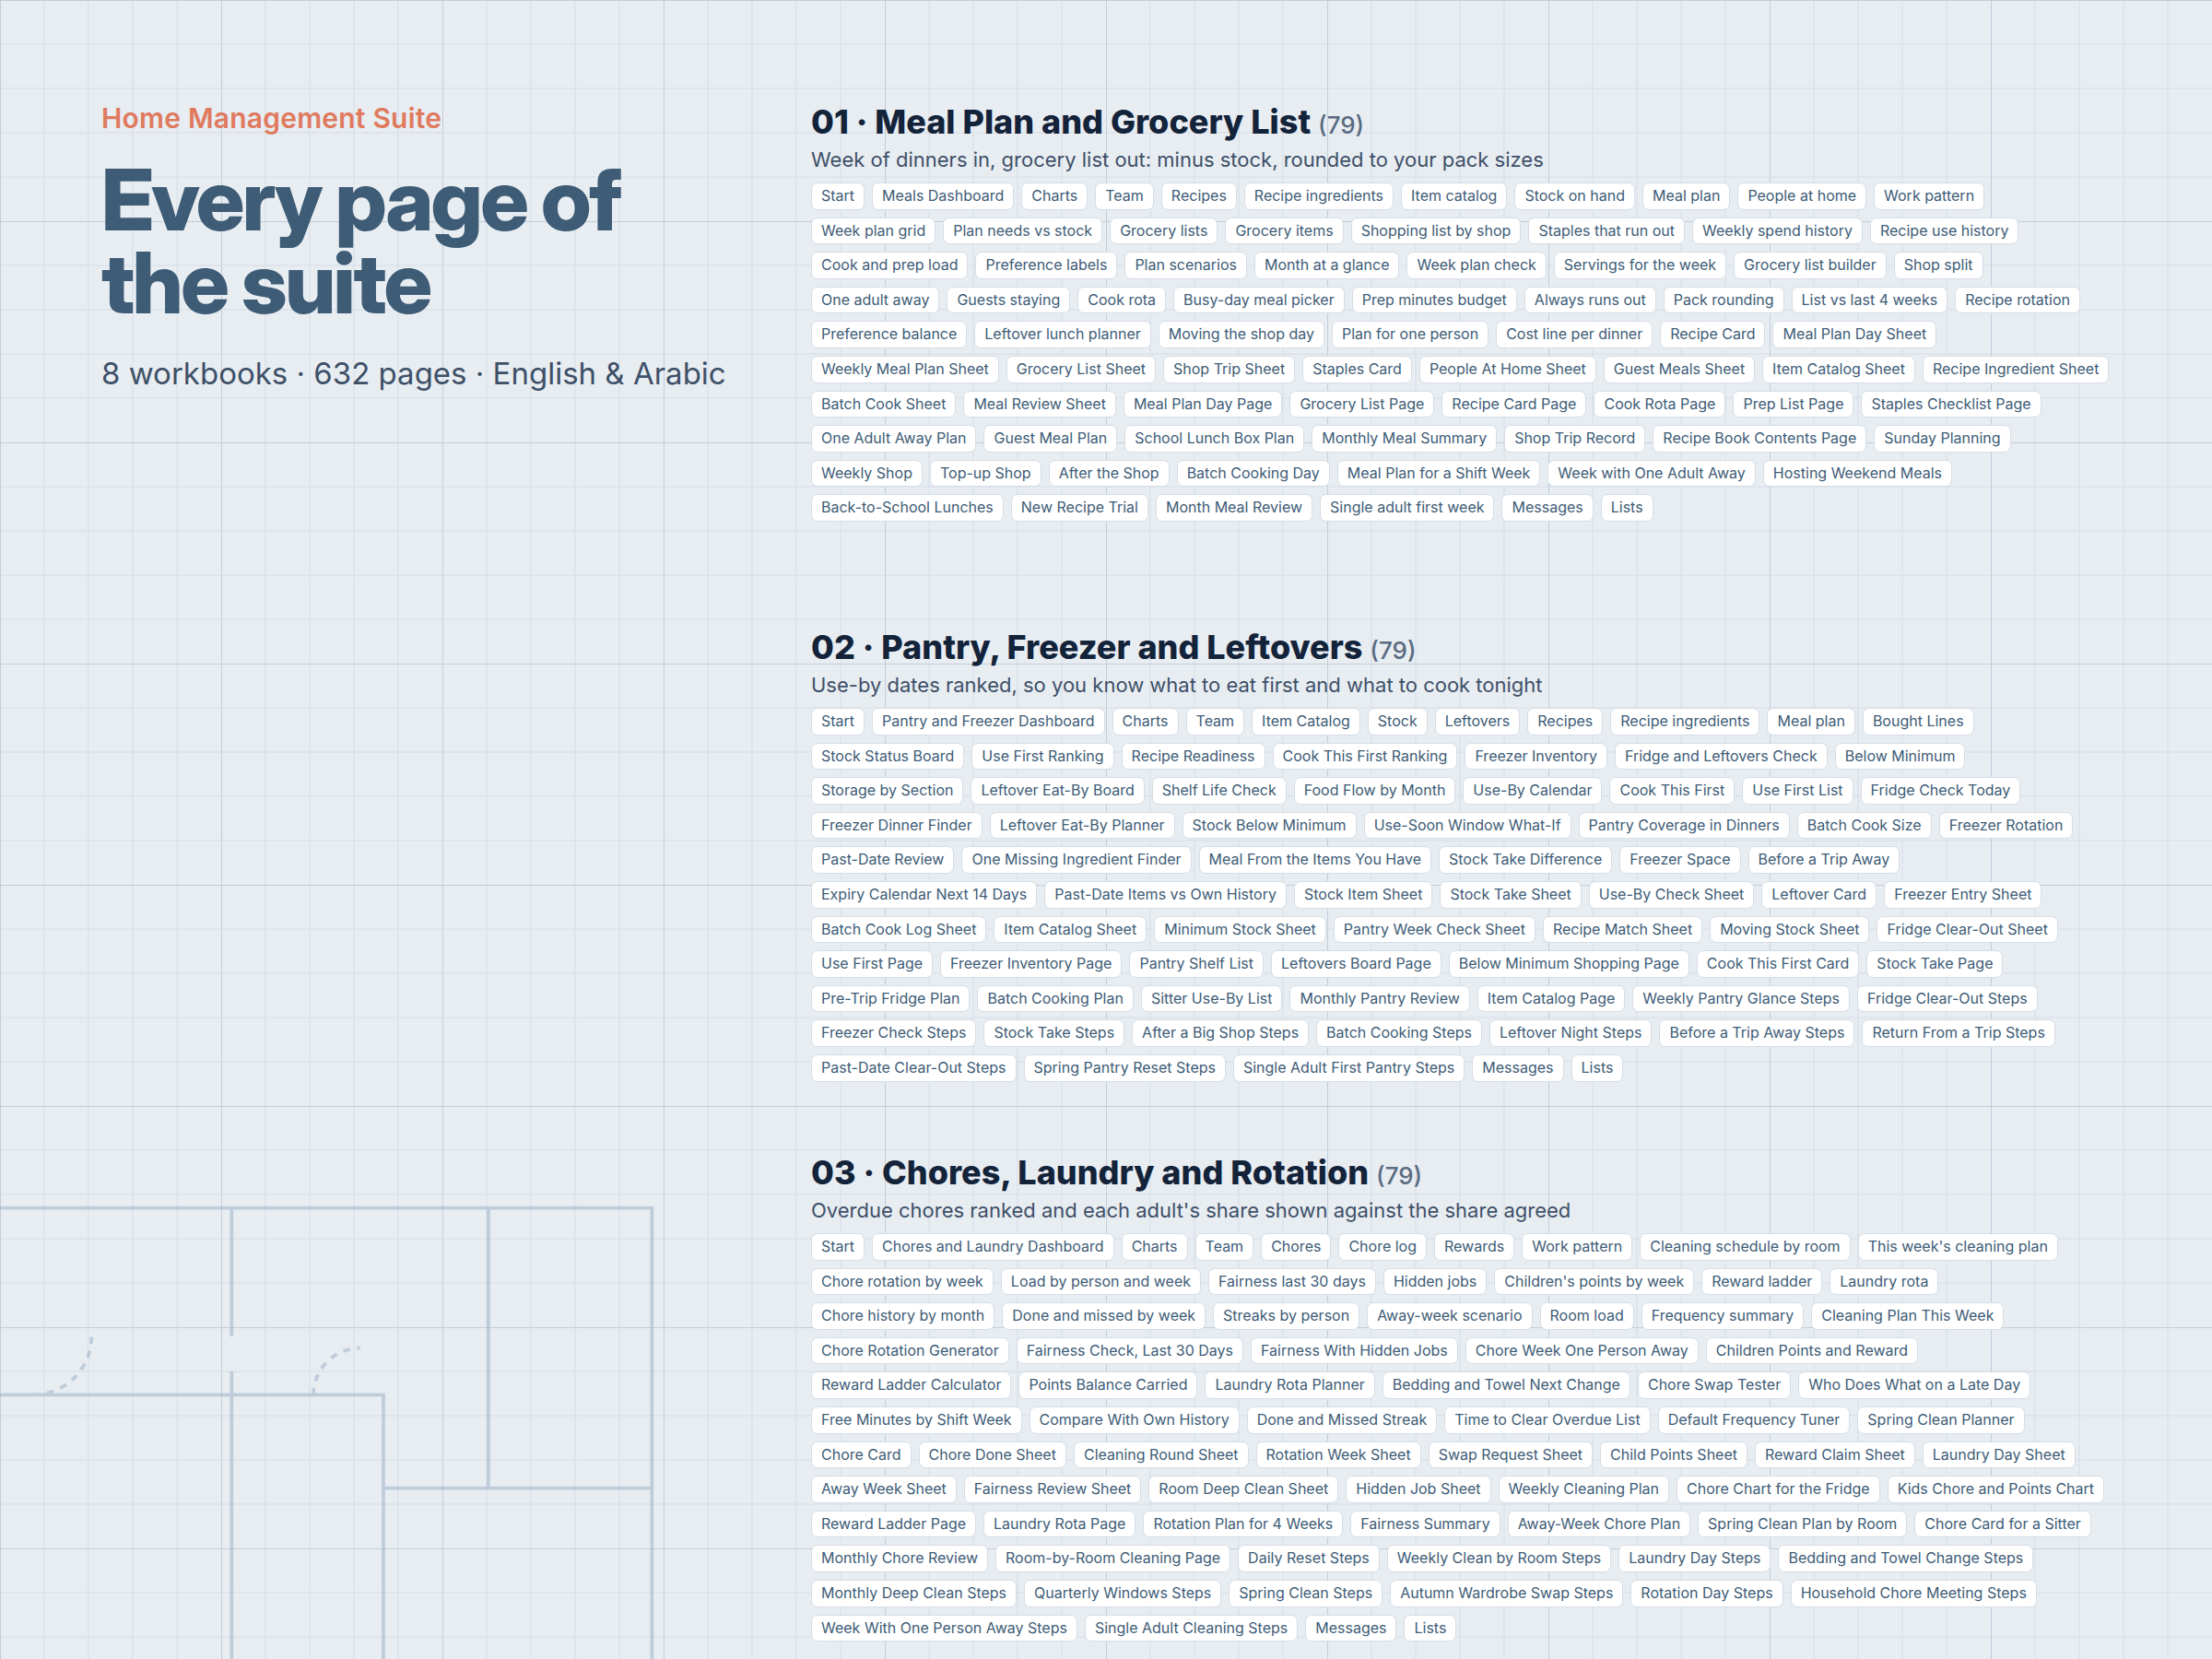 Home Management Suite
Every page of
the suite
8 workbooks · 632 pages · English & Arabic
01 · Meal Plan and Grocery List (79)
Week of dinners in, grocery list out: minus stock, rounded to your pack sizes
Start Meals Dashboard Charts Team Recipes Recipe ingredients Item catalog Stock on hand Meal plan People at home Work pattern
Week plan grid Plan needs vs stock Grocery lists Grocery items Shopping list by shop Staples that run out Weekly spend history Recipe use history
Cook and prep load Preference labels Plan scenarios Month at a glance Week plan check Servings for the week Grocery list builder Shop split
One adult away Guests staying Cook rota Busy-day meal picker Prep minutes budget Always runs out Pack rounding List vs last 4 weeks Recipe rotation
Preference balance Leftover lunch planner Moving the shop day Plan for one person Cost line per dinner Recipe Card Meal Plan Day Sheet
Weekly Meal Plan Sheet Grocery List Sheet Shop Trip Sheet Staples Card People At Home Sheet Guest Meals Sheet Item Catalog Sheet Recipe Ingredient Sheet
Batch Cook Sheet Meal Review Sheet Meal Plan Day Page Grocery List Page Recipe Card Page Cook Rota Page Prep List Page Staples Checklist Page
One Adult Away Plan Guest Meal Plan School Lunch Box Plan Monthly Meal Summary Shop Trip Record Recipe Book Contents Page Sunday Planning
Weekly Shop Top-up Shop After the Shop Batch Cooking Day Meal Plan for a Shift Week Week with One Adult Away Hosting Weekend Meals
Back-to-School Lunches New Recipe Trial Month Meal Review Single adult first week Messages Lists
02 · Pantry, Freezer and Leftovers (79)
Use-by dates ranked, so you know what to eat first and what to cook tonight
Start Pantry and Freezer Dashboard Charts Team Item Catalog Stock Leftovers Recipes Recipe ingredients Meal plan Bought Lines
Stock Status Board Use First Ranking Recipe Readiness Cook This First Ranking Freezer Inventory Fridge and Leftovers Check Below Minimum
Storage by Section Leftover Eat-By Board Shelf Life Check Food Flow by Month Use-By Calendar Cook This First Use First List Fridge Check Today
Freezer Dinner Finder Leftover Eat-By Planner Stock Below Minimum Use-Soon Window What-If Pantry Coverage in Dinners Batch Cook Size Freezer Rotation
Past-Date Review One Missing Ingredient Finder Meal From the Items You Have Stock Take Difference Freezer Space Before a Trip Away
Expiry Calendar Next 14 Days Past-Date Items vs Own History Stock Item Sheet Stock Take Sheet Use-By Check Sheet Leftover Card Freezer Entry Sheet
Batch Cook Log Sheet Item Catalog Sheet Minimum Stock Sheet Pantry Week Check Sheet Recipe Match Sheet Moving Stock Sheet Fridge Clear-Out Sheet
Use First Page Freezer Inventory Page Pantry Shelf List Leftovers Board Page Below Minimum Shopping Page Cook This First Card Stock Take Page
Pre-Trip Fridge Plan Batch Cooking Plan Sitter Use-By List Monthly Pantry Review Item Catalog Page Weekly Pantry Glance Steps Fridge Clear-Out Steps
Freezer Check Steps Stock Take Steps After a Big Shop Steps Batch Cooking Steps Leftover Night Steps Before a Trip Away Steps Return From a Trip Steps
Past-Date Clear-Out Steps Spring Pantry Reset Steps Single Adult First Pantry Steps Messages Lists
03 · Chores, Laundry and Rotation (79)
Overdue chores ranked and each adult's share shown against the share agreed
Start Chores and Laundry Dashboard Charts Team Chores Chore log Rewards Work pattern Cleaning schedule by room This week's cleaning plan
Chore rotation by week Load by person and week Fairness last 30 days Hidden jobs Children's points by week Reward ladder Laundry rota
Chore history by month Done and missed by week Streaks by person Away-week scenario Room load Frequency summary Cleaning Plan This Week
Chore Rotation Generator Fairness Check, Last 30 Days Fairness With Hidden Jobs Chore Week One Person Away Children Points and Reward
Reward Ladder Calculator Points Balance Carried Laundry Rota Planner Bedding and Towel Next Change Chore Swap Tester Who Does What on a Late Day
Free Minutes by Shift Week Compare With Own History Done and Missed Streak Time to Clear Overdue List Default Frequency Tuner Spring Clean Planner
Chore Card Chore Done Sheet Cleaning Round Sheet Rotation Week Sheet Swap Request Sheet Child Points Sheet Reward Claim Sheet Laundry Day Sheet
Away Week Sheet Fairness Review Sheet Room Deep Clean Sheet Hidden Job Sheet Weekly Cleaning Plan Chore Chart for the Fridge Kids Chore and Points Chart
Reward Ladder Page Laundry Rota Page Rotation Plan for 4 Weeks Fairness Summary Away-Week Chore Plan Spring Clean Plan by Room Chore Card for a Sitter
Monthly Chore Review Room-by-Room Cleaning Page Daily Reset Steps Weekly Clean by Room Steps Laundry Day Steps Bedding and Towel Change Steps
Monthly Deep Clean Steps Quarterly Windows Steps Spring Clean Steps Autumn Wardrobe Swap Steps Rotation Day Steps Household Chore Meeting Steps
Week With One Person Away Steps Single Adult Cleaning Steps Messages Lists